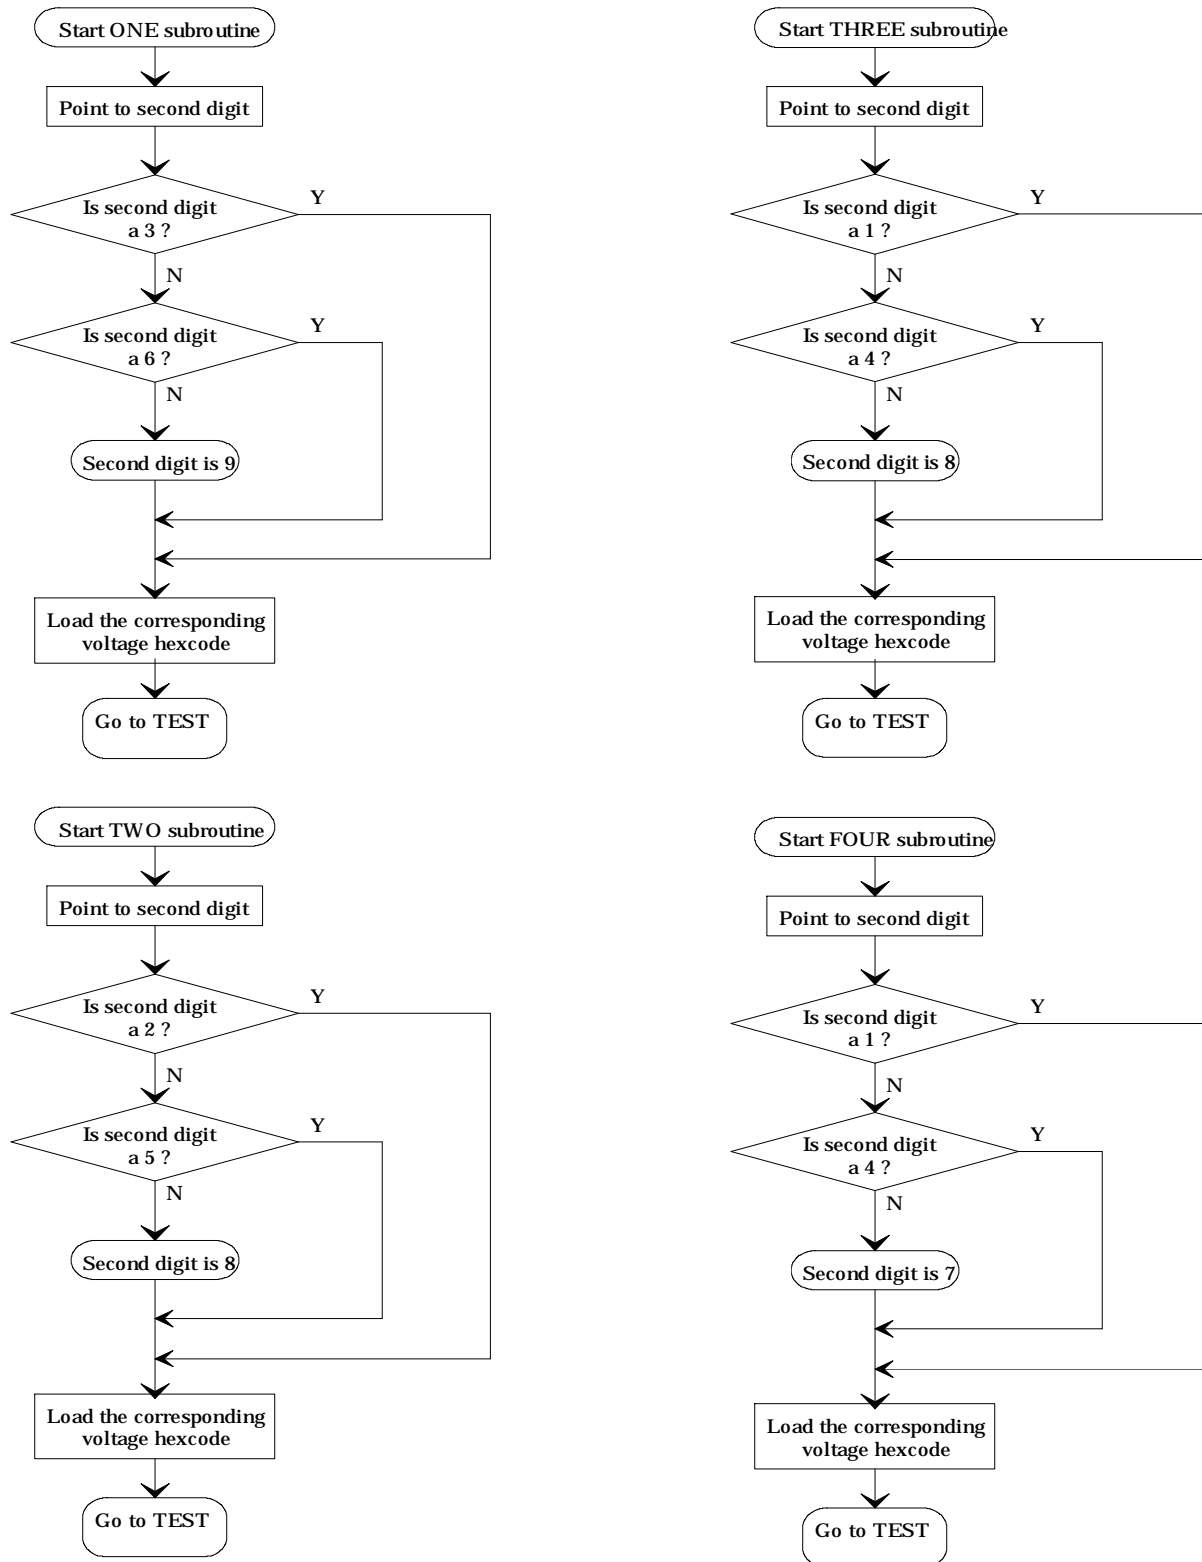 Start ONE subroutine
Point to second digit
Is second digit
a 3 ?
Y
N
Is second digit
a 6 ?
Y
N
Second digit is 9
Load the corresponding
voltage hexcode
Go to TEST
Start THREE subroutine
Point to second digit
Is second digit
a 1 ?
Y
N
Is second digit
a 4 ?
Y
N
Second digit is 8
Load the corresponding
voltage hexcode
Go to TEST
Start TWO subroutine
Point to second digit
Is second digit
a 2 ?
Y
N
Is second digit
a 5 ?
Y
N
Second digit is 8
Load the corresponding
voltage hexcode
Go to TEST
Start FOUR subroutine
Point to second digit
Is second digit
a 1 ?
Y
N
Is second digit
a 4 ?
Y
N
Second digit is 7
Load the corresponding
voltage hexcode
Go to TEST